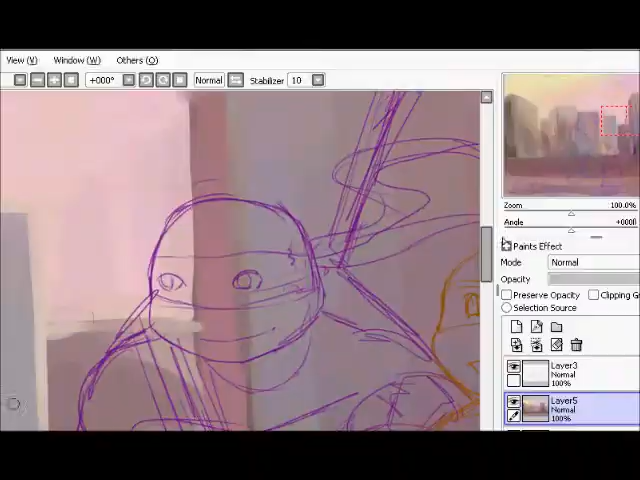 View (V) Window (W) Others (O)
+000° Normal Stabilizer 10
Zoom 100.0%
Angle
Paints Effect
Mode Normal
Opacity
Preserve Opacity Clipping
Selection Source
Layer3
Normal
100%
Layer5
Normal
100%